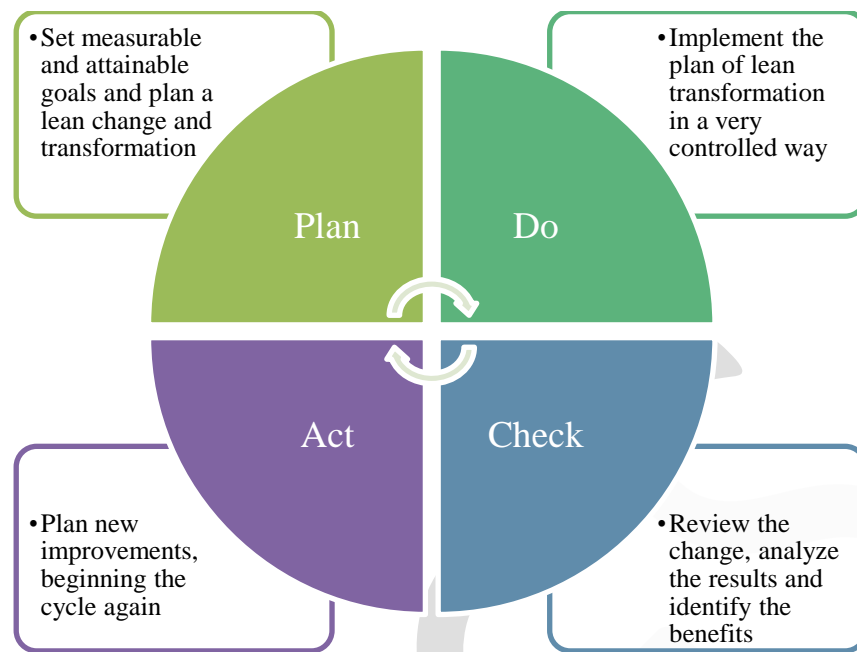 •Set measurable
and attainable
goals and plan a
lean change and
transformation
•Implement the
plan of lean
transformation
in a very
controlled way
Plan
Do
Act
Check
•Plan new
improvements,
beginning the
cycle again
•Review the
change, analyze
the results and
identify the
benefits